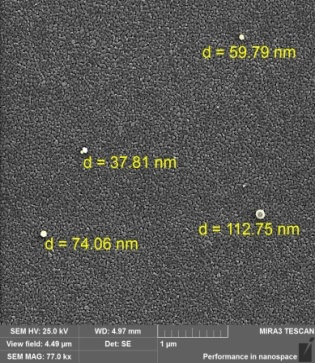 d = 59.79 nm
d = 37.81 nm
d = 112.75 nm
d = 74.06 nm
SEM HV: 25.0 kV WD: 4.97 mm MIRA3 TESCAN
View field: 4.49 µm Det: SE 1 µm
SEM MAG: 77.0 kx Performance in nanospace